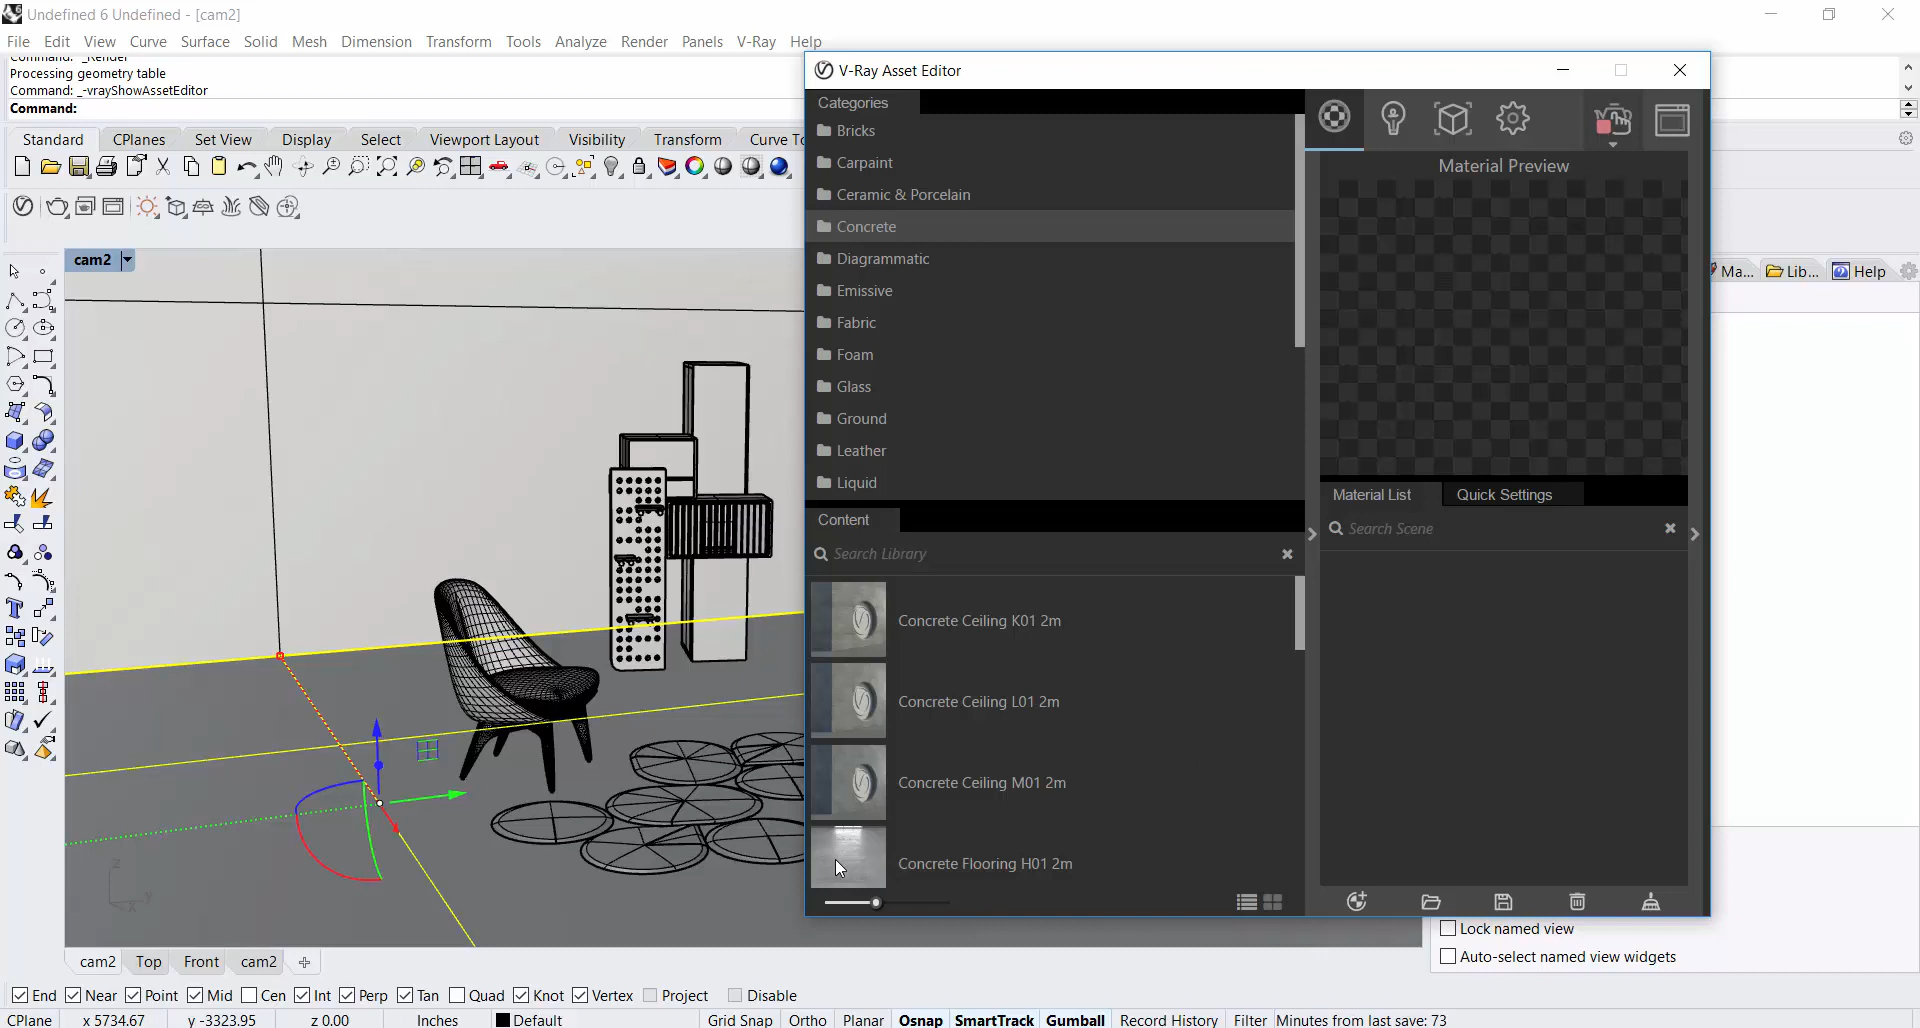 Undefined 6 Undefined - [cam2]
File Edit View Curve Surface Solid Mesh Dimension Transform Tools Analyze Render Panels V-Ray Help
Command: _Render
Processing geometry table
Command: _-vrayShowAssetEditor
Command:
Standard CPlanes Set View Display Select Viewport Layout Visibility Transform Curve To
cam2
V-Ray Asset Editor
Categories
Bricks
Carpaint
Ceramic & Porcelain
Concrete
Diagrammatic
Emissive
Fabric
Foam
Glass
Ground
Leather
Liquid
Content
Search Library
Concrete Ceiling K01 2m
Concrete Ceiling L01 2m
Concrete Ceiling M01 2m
Concrete Flooring H01 2m
Material Preview
Material List Quick Settings
Search Scene
Ma... Lib... Help
z
y
x
Lock named view
Auto-select named view widgets
cam2 Top Front cam2
End Near Point Mid Cen Int Perp Tan Quad Knot Vertex Project Disable
CPlane x 5734.67 y -3323.95 z 0.00 Inches Default Grid Snap Ortho Planar Osnap SmartTrack Gumball Record History Filter Minutes from last save: 73